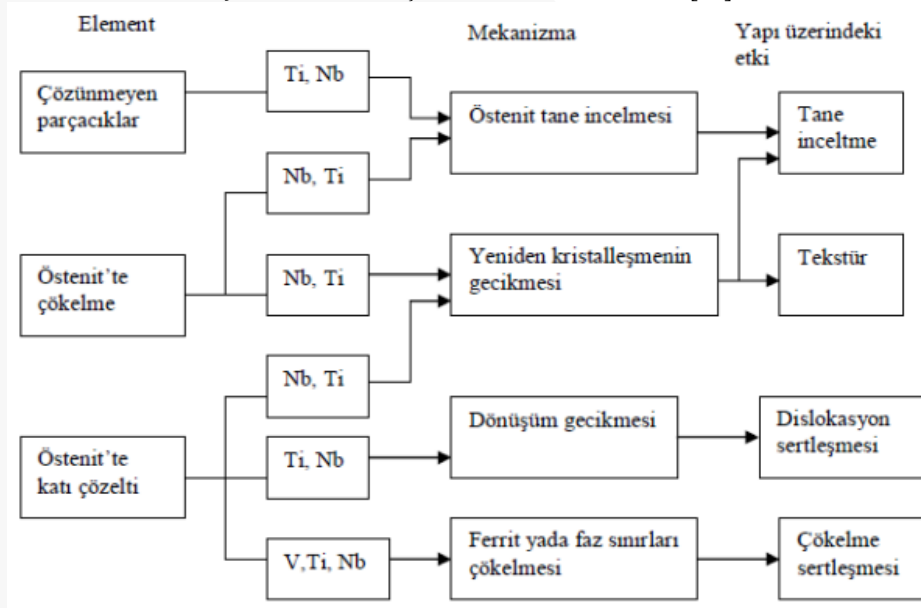 Element
Mekanizma
Yapı üzerindeki
etki
Çözünmeyen
parçacıklar
Ti, Nb
Östenit tane incelmesi
Tane
inceltme
Nb, Ti
Östenit’te
çökelme
Nb, Ti
Yeniden kristalleşmenin
gecikmesi
Tekstür
Nb, Ti
Östenit’te
katı çözelti
Ti, Nb
Dönüşüm gecikmesi
Dislokasyon
sertleşmesi
V,Ti, Nb
Ferrit yada faz sınırları
çökelmesi
Çökelme
sertleşmesi